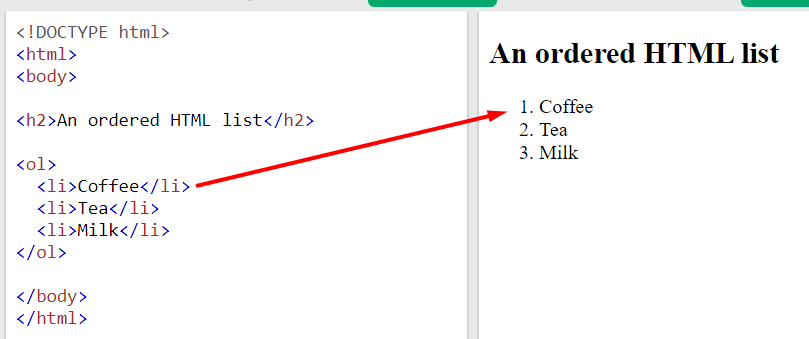 <!DOCTYPE html>
<html>
<body>
<h2>An ordered HTML list</h2>
<ol>
<li>Coffee</li>
<li>Tea</li>
<li>Milk</li>
</ol>
</body>
</html>
An ordered HTML list
1. Coffee
2. Tea
3. Milk